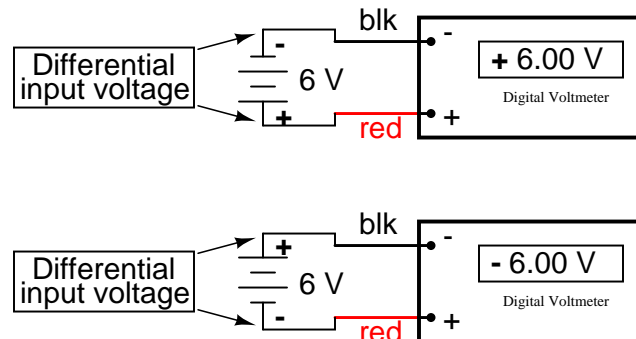 blk
-
-
+ 6.00 V
Differential
input voltage
6 V
Digital Voltmeter
+
+
red
blk
+
-
- 6.00 V
Differential
input voltage
6 V
Digital Voltmeter
-
+
red